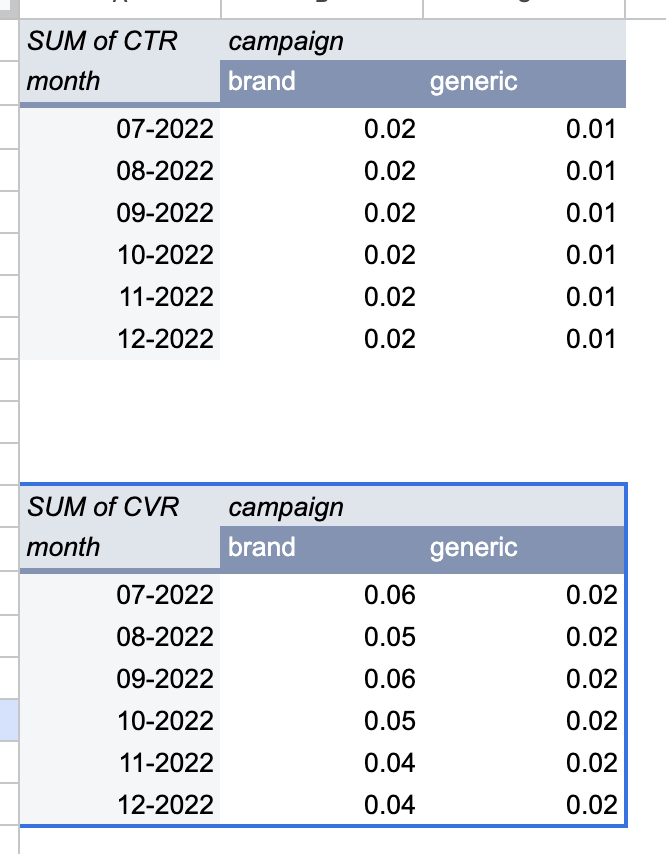 SUM of CTR campaign
month brand generic
07-2022 0.02 0.01
08-2022 0.02 0.01
09-2022 0.02 0.01
10-2022 0.02 0.01
11-2022 0.02 0.01
12-2022 0.02 0.01
SUM of CVR campaign
month brand generic
07-2022 0.06 0.02
08-2022 0.05 0.02
09-2022 0.06 0.02
10-2022 0.05 0.02
11-2022 0.04 0.02
12-2022 0.04 0.02